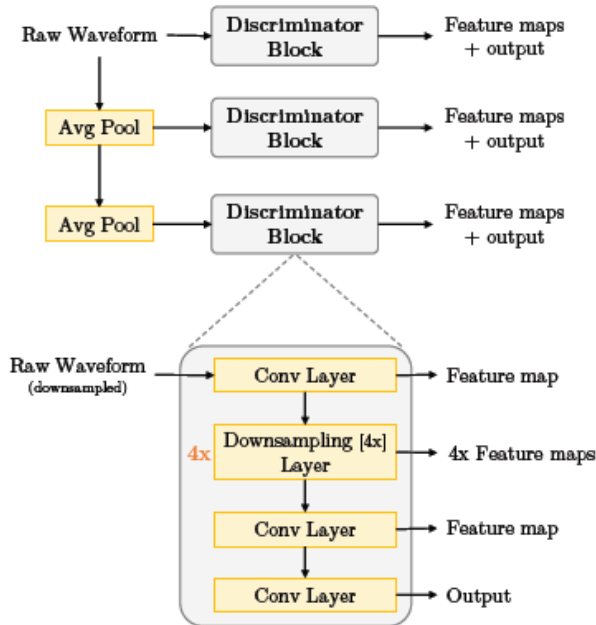 Raw Waveform
Discriminator
Block
Feature maps
+ output
Avg Pool
Discriminator
Block
Feature maps
+ output
Avg Pool
Discriminator
Block
Feature maps
+ output
Raw Waveform
(downsampled)
Conv Layer
Feature map
4x
Downsampling [4x]
Layer
4x Feature maps
Conv Layer
Feature map
Conv Layer
Output